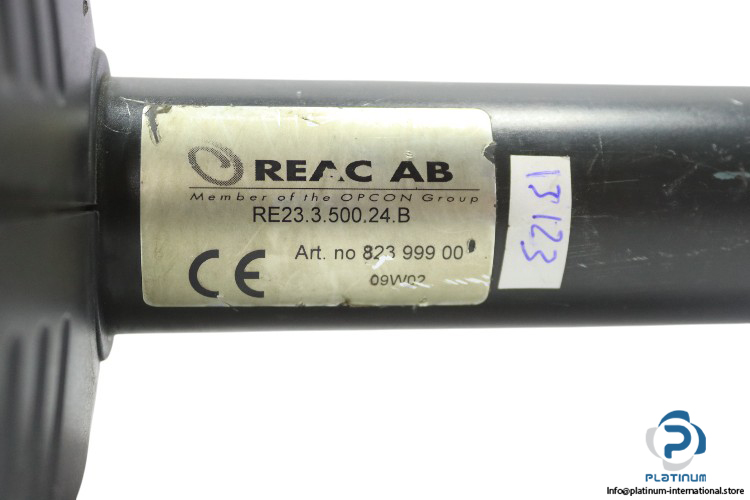 REAC AB
Member of the OPCON Group
RE23.3.500.24.B
Art. no 823 999 00
CE
09W02
13123
PLATINUM
Info@platinum-international.store